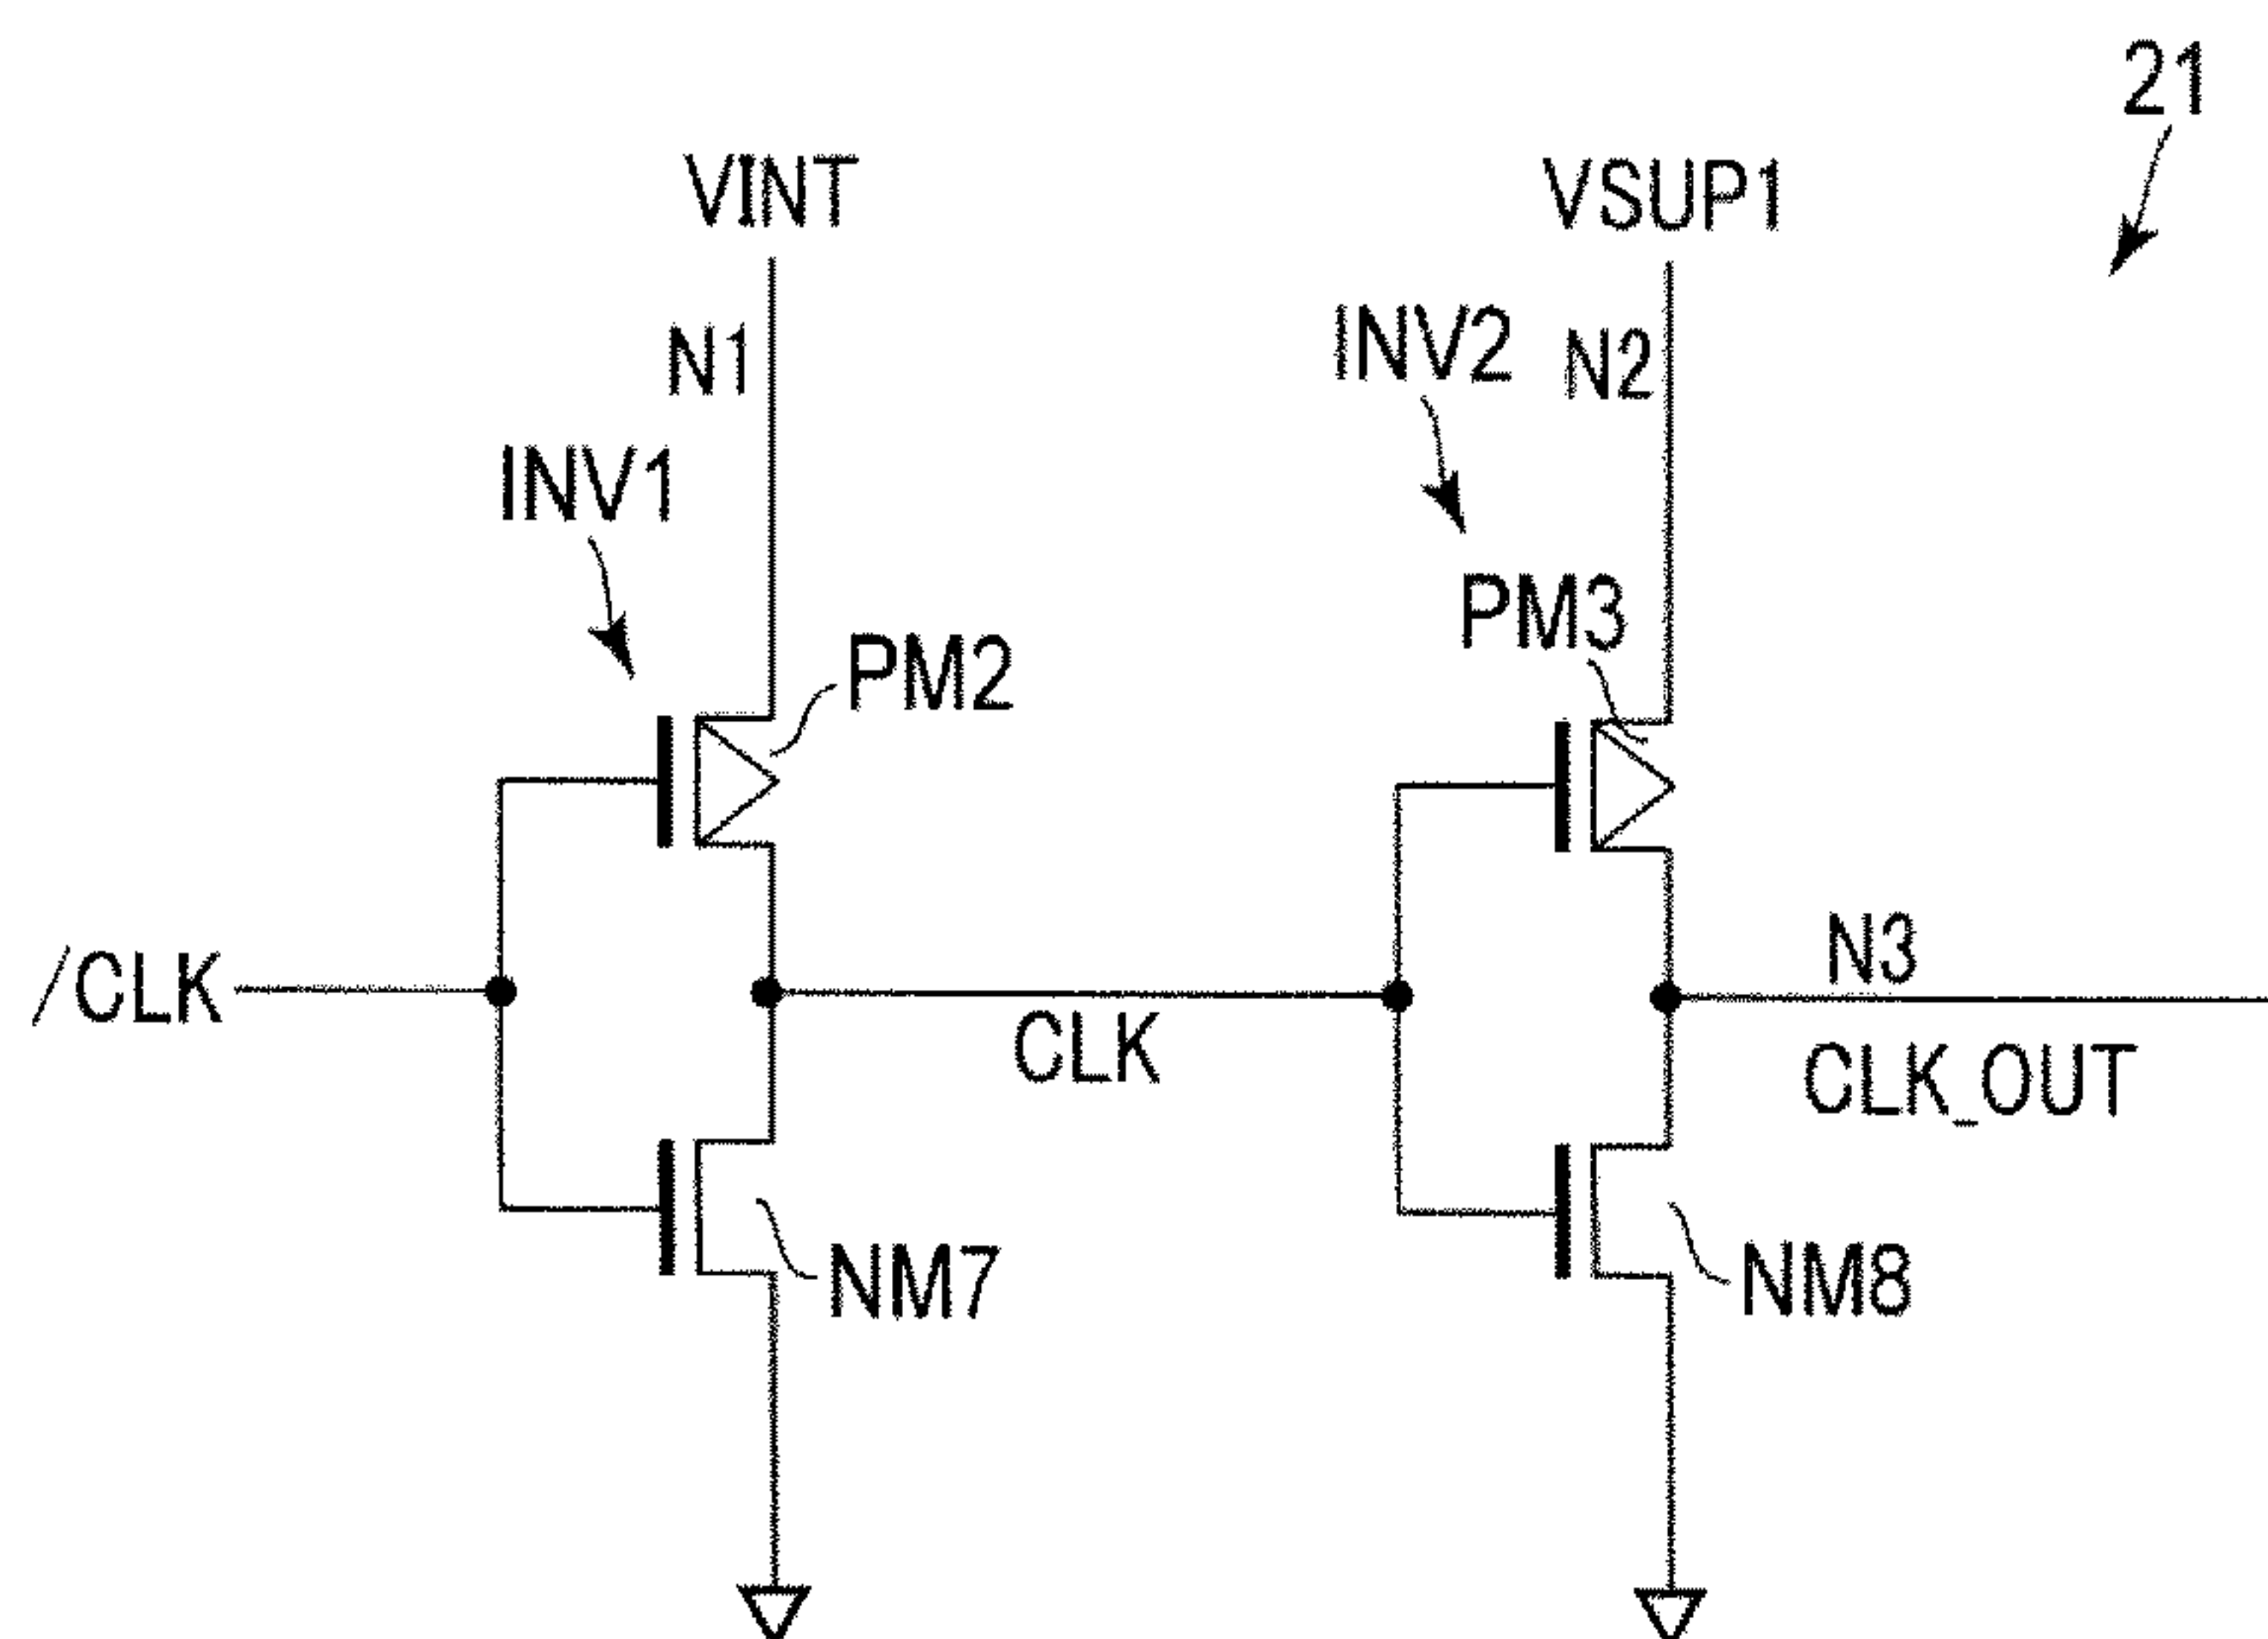 21
VINT
VSUP1
N1
INV2
N2
INV1
PM2
PM3
/CLK
CLK
N3
CLK_OUT
NM7
NM8